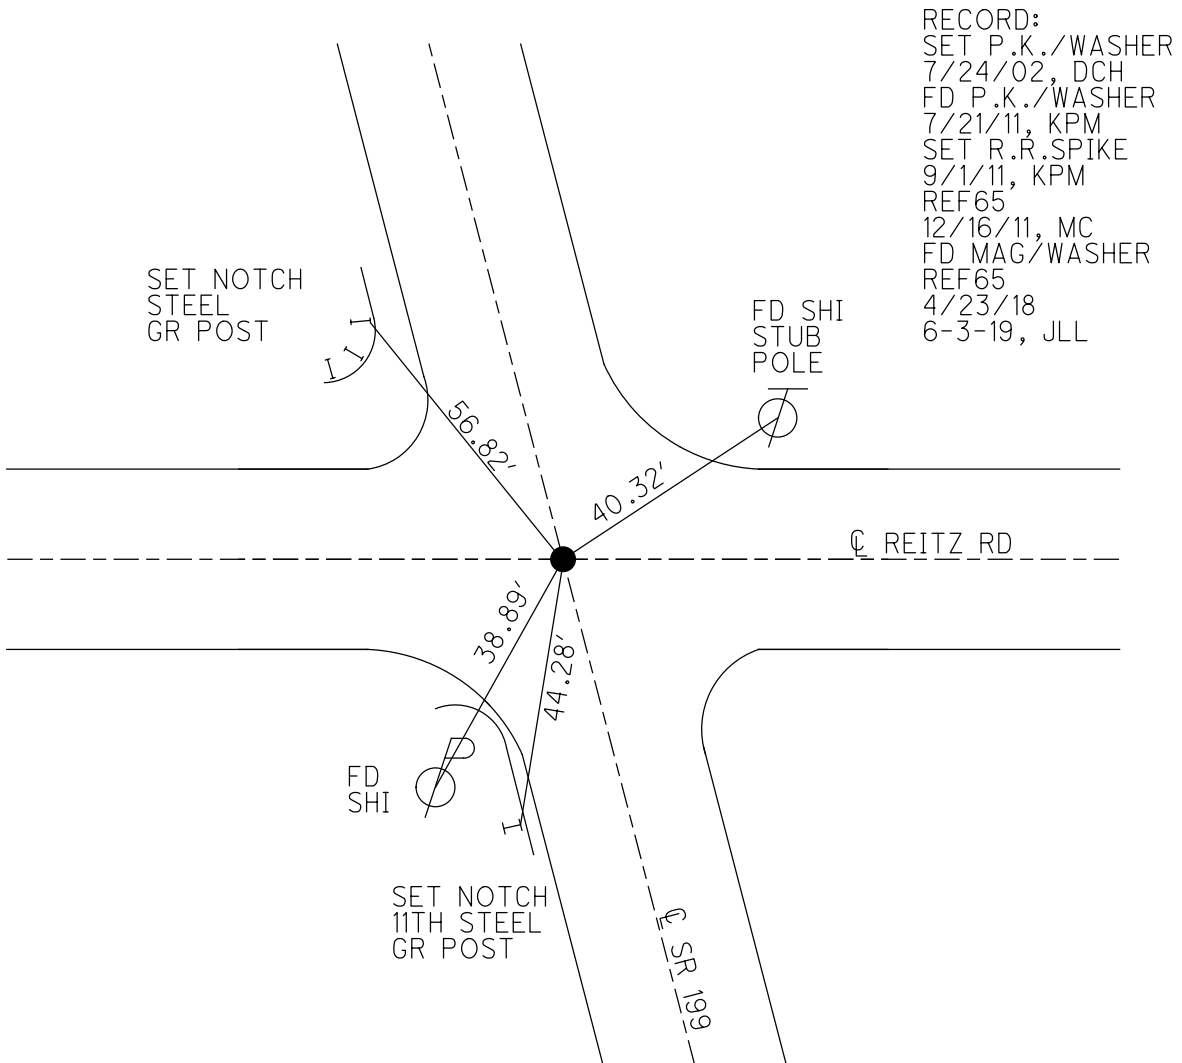 RECORD:
SET P.K./WASHER
7/24/02, DCH
FD P.K./WASHER
7/21/11, KPM
SET R.R.SPIKE
9/1/11, KPM
REF65
12/16/11, MC
FD MAG/WASHER
REF65
4/23/18
6-3-19, JLL
SET NOTCH
STEEL
GR POST
FD SHI
STUB
POLE
56.82'
40.32'
℄ REITZ RD
38.89'
44.28'
FD
SHI
SET NOTCH
11TH STEEL
GR POST
℄ SR 199